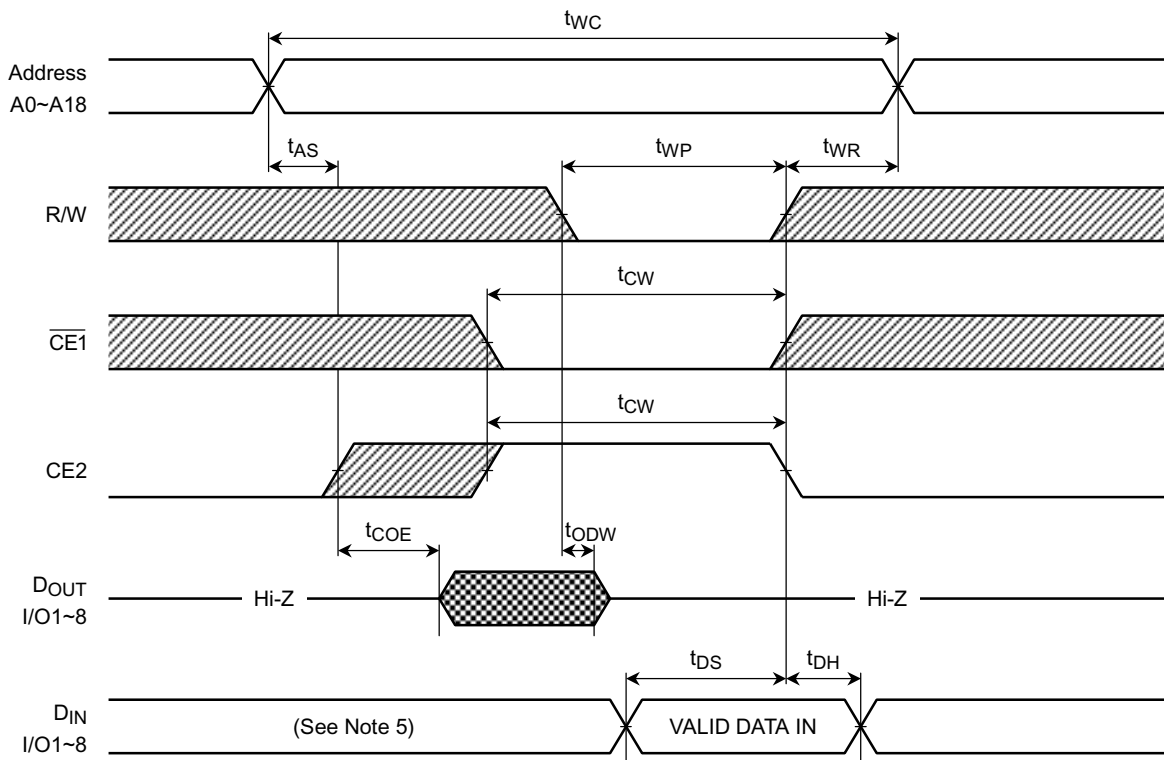 tWC
Address
A0~A18
tAS
tWP
tWR
R/W
tCW
CE1
tCW
CE2
tCOE
tODW
DOUT
I/O1~8
Hi-Z
Hi-Z
tDS
tDH
DIN
I/O1~8
(See Note 5)
VALID DATA IN